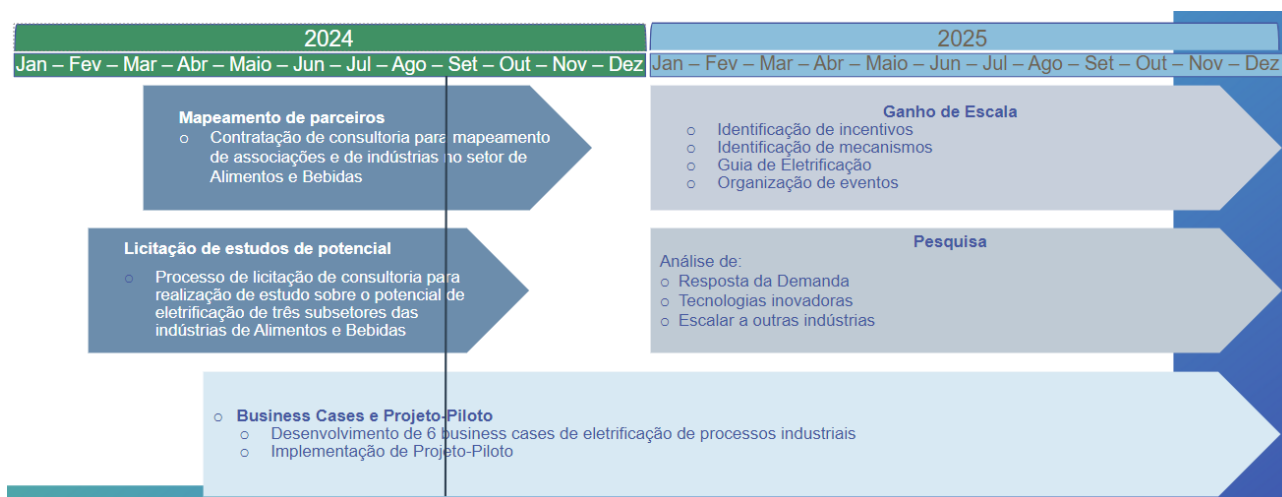 2024
2025
Jan – Fev – Mar – Abr – Maio – Jun – Jul – Ago – Set – Out – Nov – Dez
Jan – Fev – Mar – Abr – Maio – Jun – Jul – Ago – Set – Out – Nov – Dez
Mapeamento de parceiros
o Contratação de consultoria para mapeamento
de associações e de indústrias no setor de
Alimentos e Bebidas
Ganho de Escala
o Identificação de incentivos
o Identificação de mecanismos
o Guia de Eletrificação
o Organização de eventos
Licitação de estudos de potencial
o Processo de licitação de consultoria para
realização de estudo sobre o potencial de
eletrificação de três subsetores das
indústrias de Alimentos e Bebidas
Pesquisa
Análise de:
o Resposta da Demanda
o Tecnologias inovadoras
o Escalar a outras indústrias
o Business Cases e Projeto-Piloto
o Desenvolvimento de 6 business cases de eletrificação de processos industriais
o Implementação de Projeto-Piloto